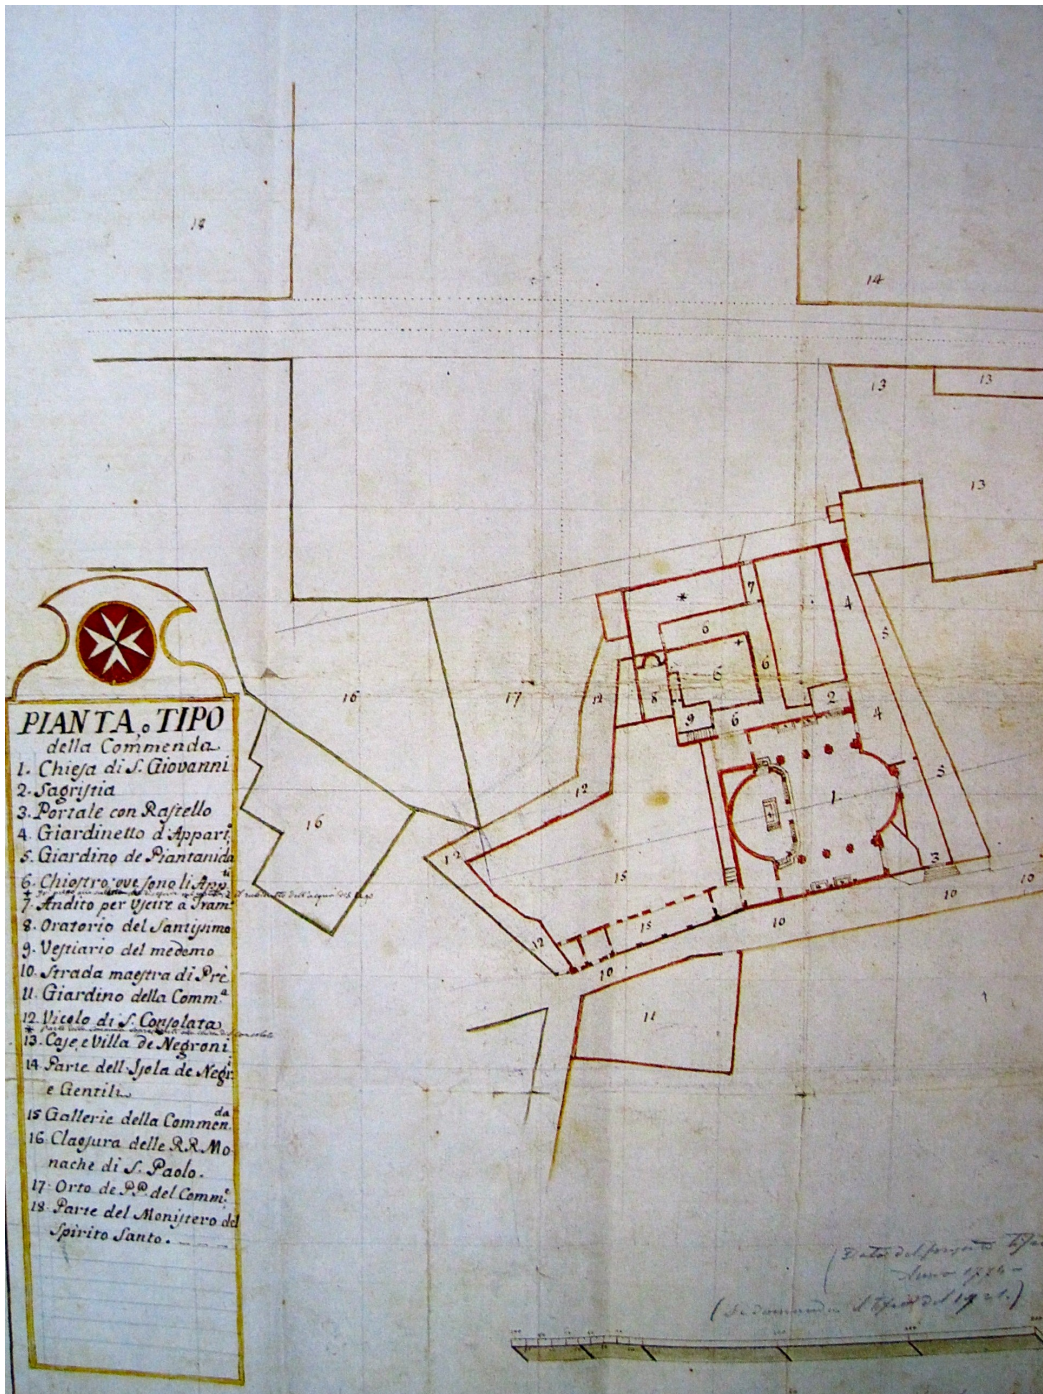 PIANTA, o TIPO
della Commenda
1. Chiesa di S. Giovanni
2. Sagristia
3. Portale con Rastello
4. Giardinetto d'Appart.
5. Giardino de Piantanida
6. Chiostro ove sono li App.ti
7. Andito per uscire a Tram.
8. Oratorio del Santissimo
9. Vestiario del medemo
10. Strada maestra di Prè
11. Giardino della Comm.a
12. Vicolo di S. Consolata
*
13. Case, e Villa de Negroni
14. Parte dell'Isola de Negr.i
e Gentili
15 Gallerie della Commen.da
16 Clausura delle R.R. Mo
nache di S. Paolo.
17. Orto de PP. del Comm.e
18. Parte del Monistero del
Spirito Santo.
18
14
13
13
13
16
17
12
*
7
4
5
6
+
6
6
8
9
6
2
4
5
16
12
12
15
1.
3
12
15
10
10
10
10
11